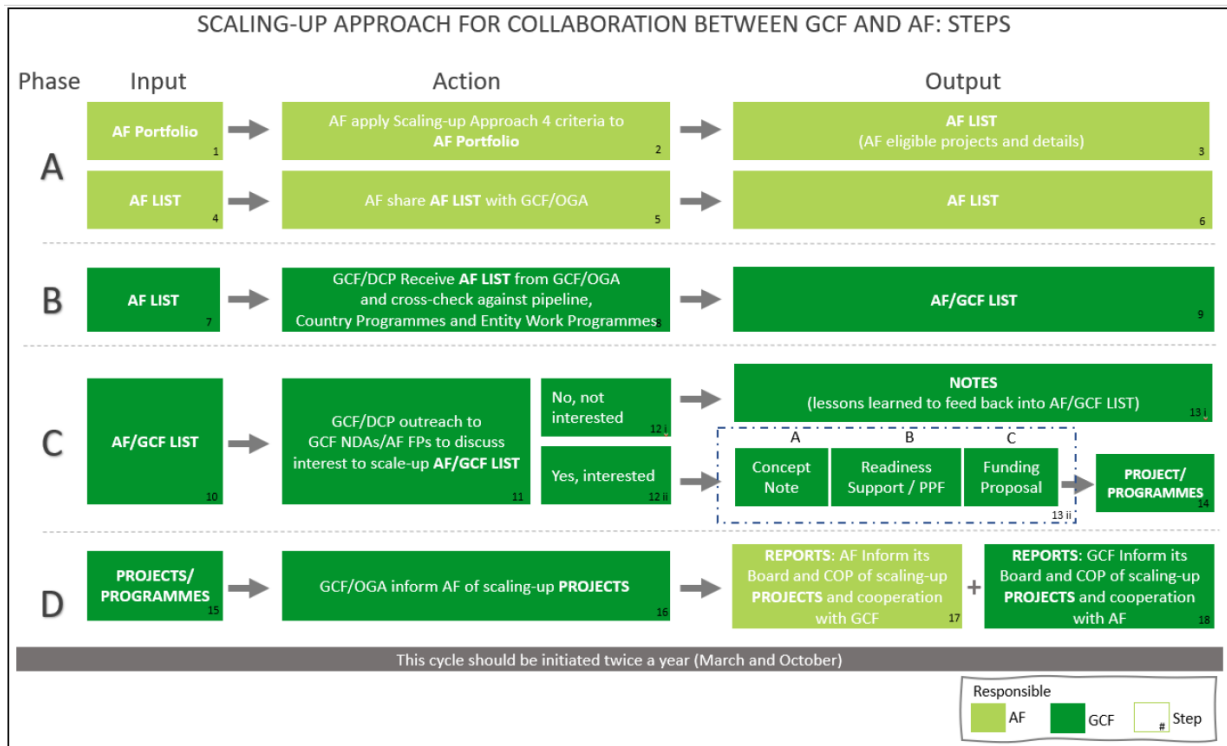 SCALING-UP APPROACH FOR COLLABORATION BETWEEN GCF AND AF: STEPS
Phase
Input
Action
Output
A
AF Portfolio
1
AF apply Scaling-up Approach 4 criteria to
AF Portfolio
2
AF LIST
(AF eligible projects and details)
3
AF LIST
4
AF share AF LIST with GCF/OGA
5
AF LIST
6
B
AF LIST
7
GCF/DCP Receive AF LIST from GCF/OGA
and cross-check against pipeline,
Country Programmes and Entity Work Programmes
8
AF/GCF LIST
9
C
AF/GCF LIST
10
GCF/DCP outreach to
GCF NDAs/AF FPs to discuss
interest to scale-up AF/GCF LIST
11
No, not
interested
12 i
NOTES
(lessons learned to feed back into AF/GCF LIST)
13 i
Yes, interested
12 ii
A
Concept
Note
B
Readiness
Support / PPF
C
Funding
Proposal
13 ii
PROJECT/
PROGRAMMES
14
D
PROJECTS/
PROGRAMMES
15
GCF/OGA inform AF of scaling-up PROJECTS
16
REPORTS: AF Inform its
Board and COP of scaling-up
PROJECTS and cooperation
with GCF
17
+
REPORTS: GCF Inform its
Board and COP of scaling-up
PROJECTS and cooperation
with AF
18
This cycle should be initiated twice a year (March and October)
Responsible
AF
GCF
#
Step